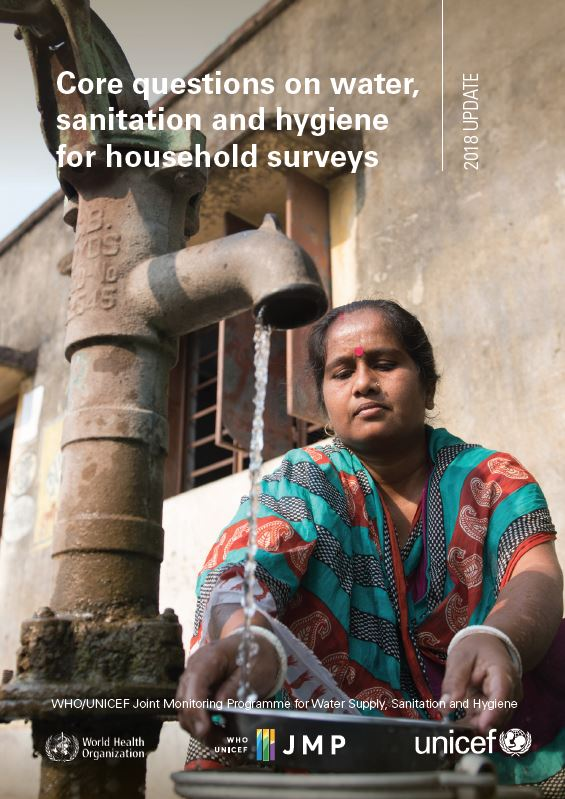 Core questions on water,
sanitation and hygiene
for household surveys
2018 UPDATE
WHO/UNICEF Joint Monitoring Programme for Water Supply, Sanitation and Hygiene
World Health
Organization
WHO
UNICEF
JMP
unicef